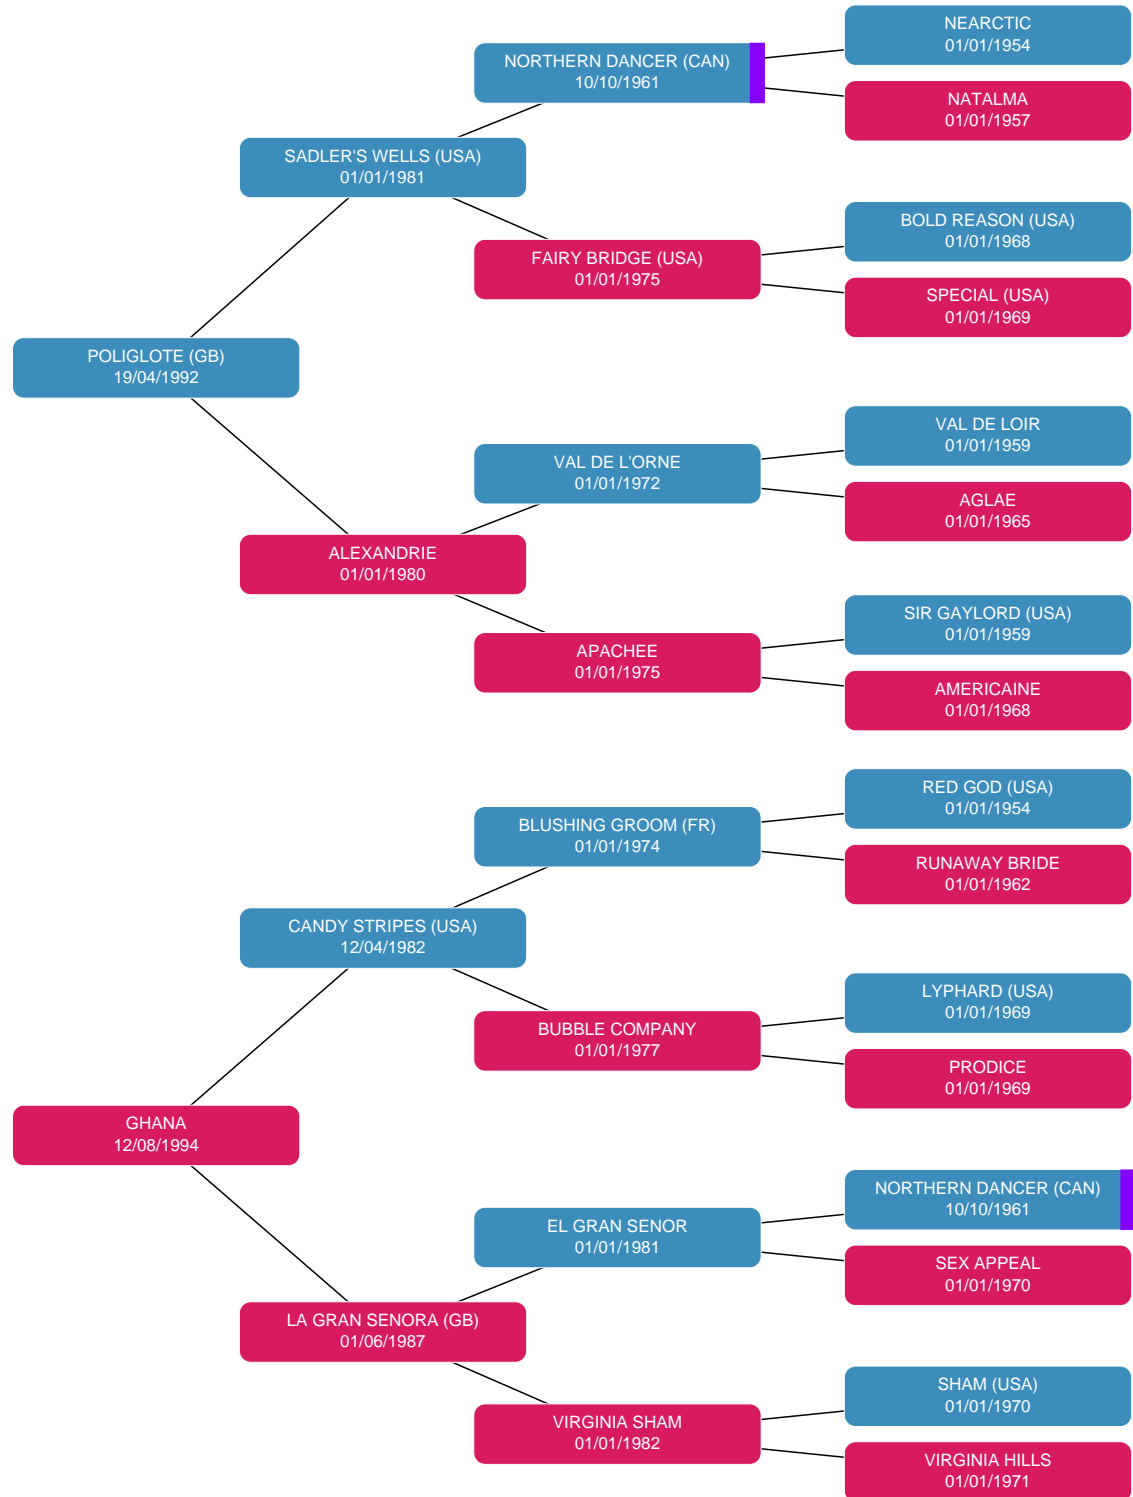 NEARCTIC
01/01/1954
NORTHERN DANCER (CAN)
10/10/1961
NATALMA
01/01/1957
SADLER'S WELLS (USA)
01/01/1981
BOLD REASON (USA)
01/01/1968
FAIRY BRIDGE (USA)
01/01/1975
SPECIAL (USA)
01/01/1969
POLIGLOTE (GB)
19/04/1992
VAL DE LOIR
01/01/1959
VAL DE L'ORNE
01/01/1972
AGLAE
01/01/1965
ALEXANDRIE
01/01/1980
SIR GAYLORD (USA)
01/01/1959
APACHEE
01/01/1975
AMERICAINE
01/01/1968
RED GOD (USA)
01/01/1954
BLUSHING GROOM (FR)
01/01/1974
RUNAWAY BRIDE
01/01/1962
CANDY STRIPES (USA)
12/04/1982
LYPHARD (USA)
01/01/1969
BUBBLE COMPANY
01/01/1977
PRODICE
01/01/1969
GHANA
12/08/1994
NORTHERN DANCER (CAN)
10/10/1961
EL GRAN SENOR
01/01/1981
SEX APPEAL
01/01/1970
LA GRAN SENORA (GB)
01/06/1987
SHAM (USA)
01/01/1970
VIRGINIA SHAM
01/01/1982
VIRGINIA HILLS
01/01/1971